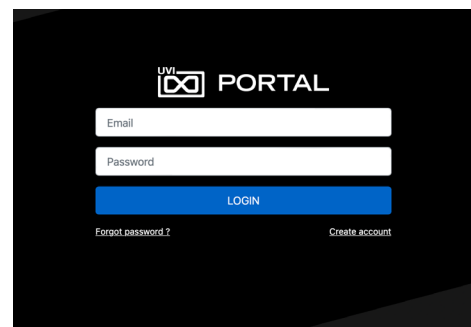 UVI
PORTAL
Email
Password
LOGIN
Forgot password ?
Create account